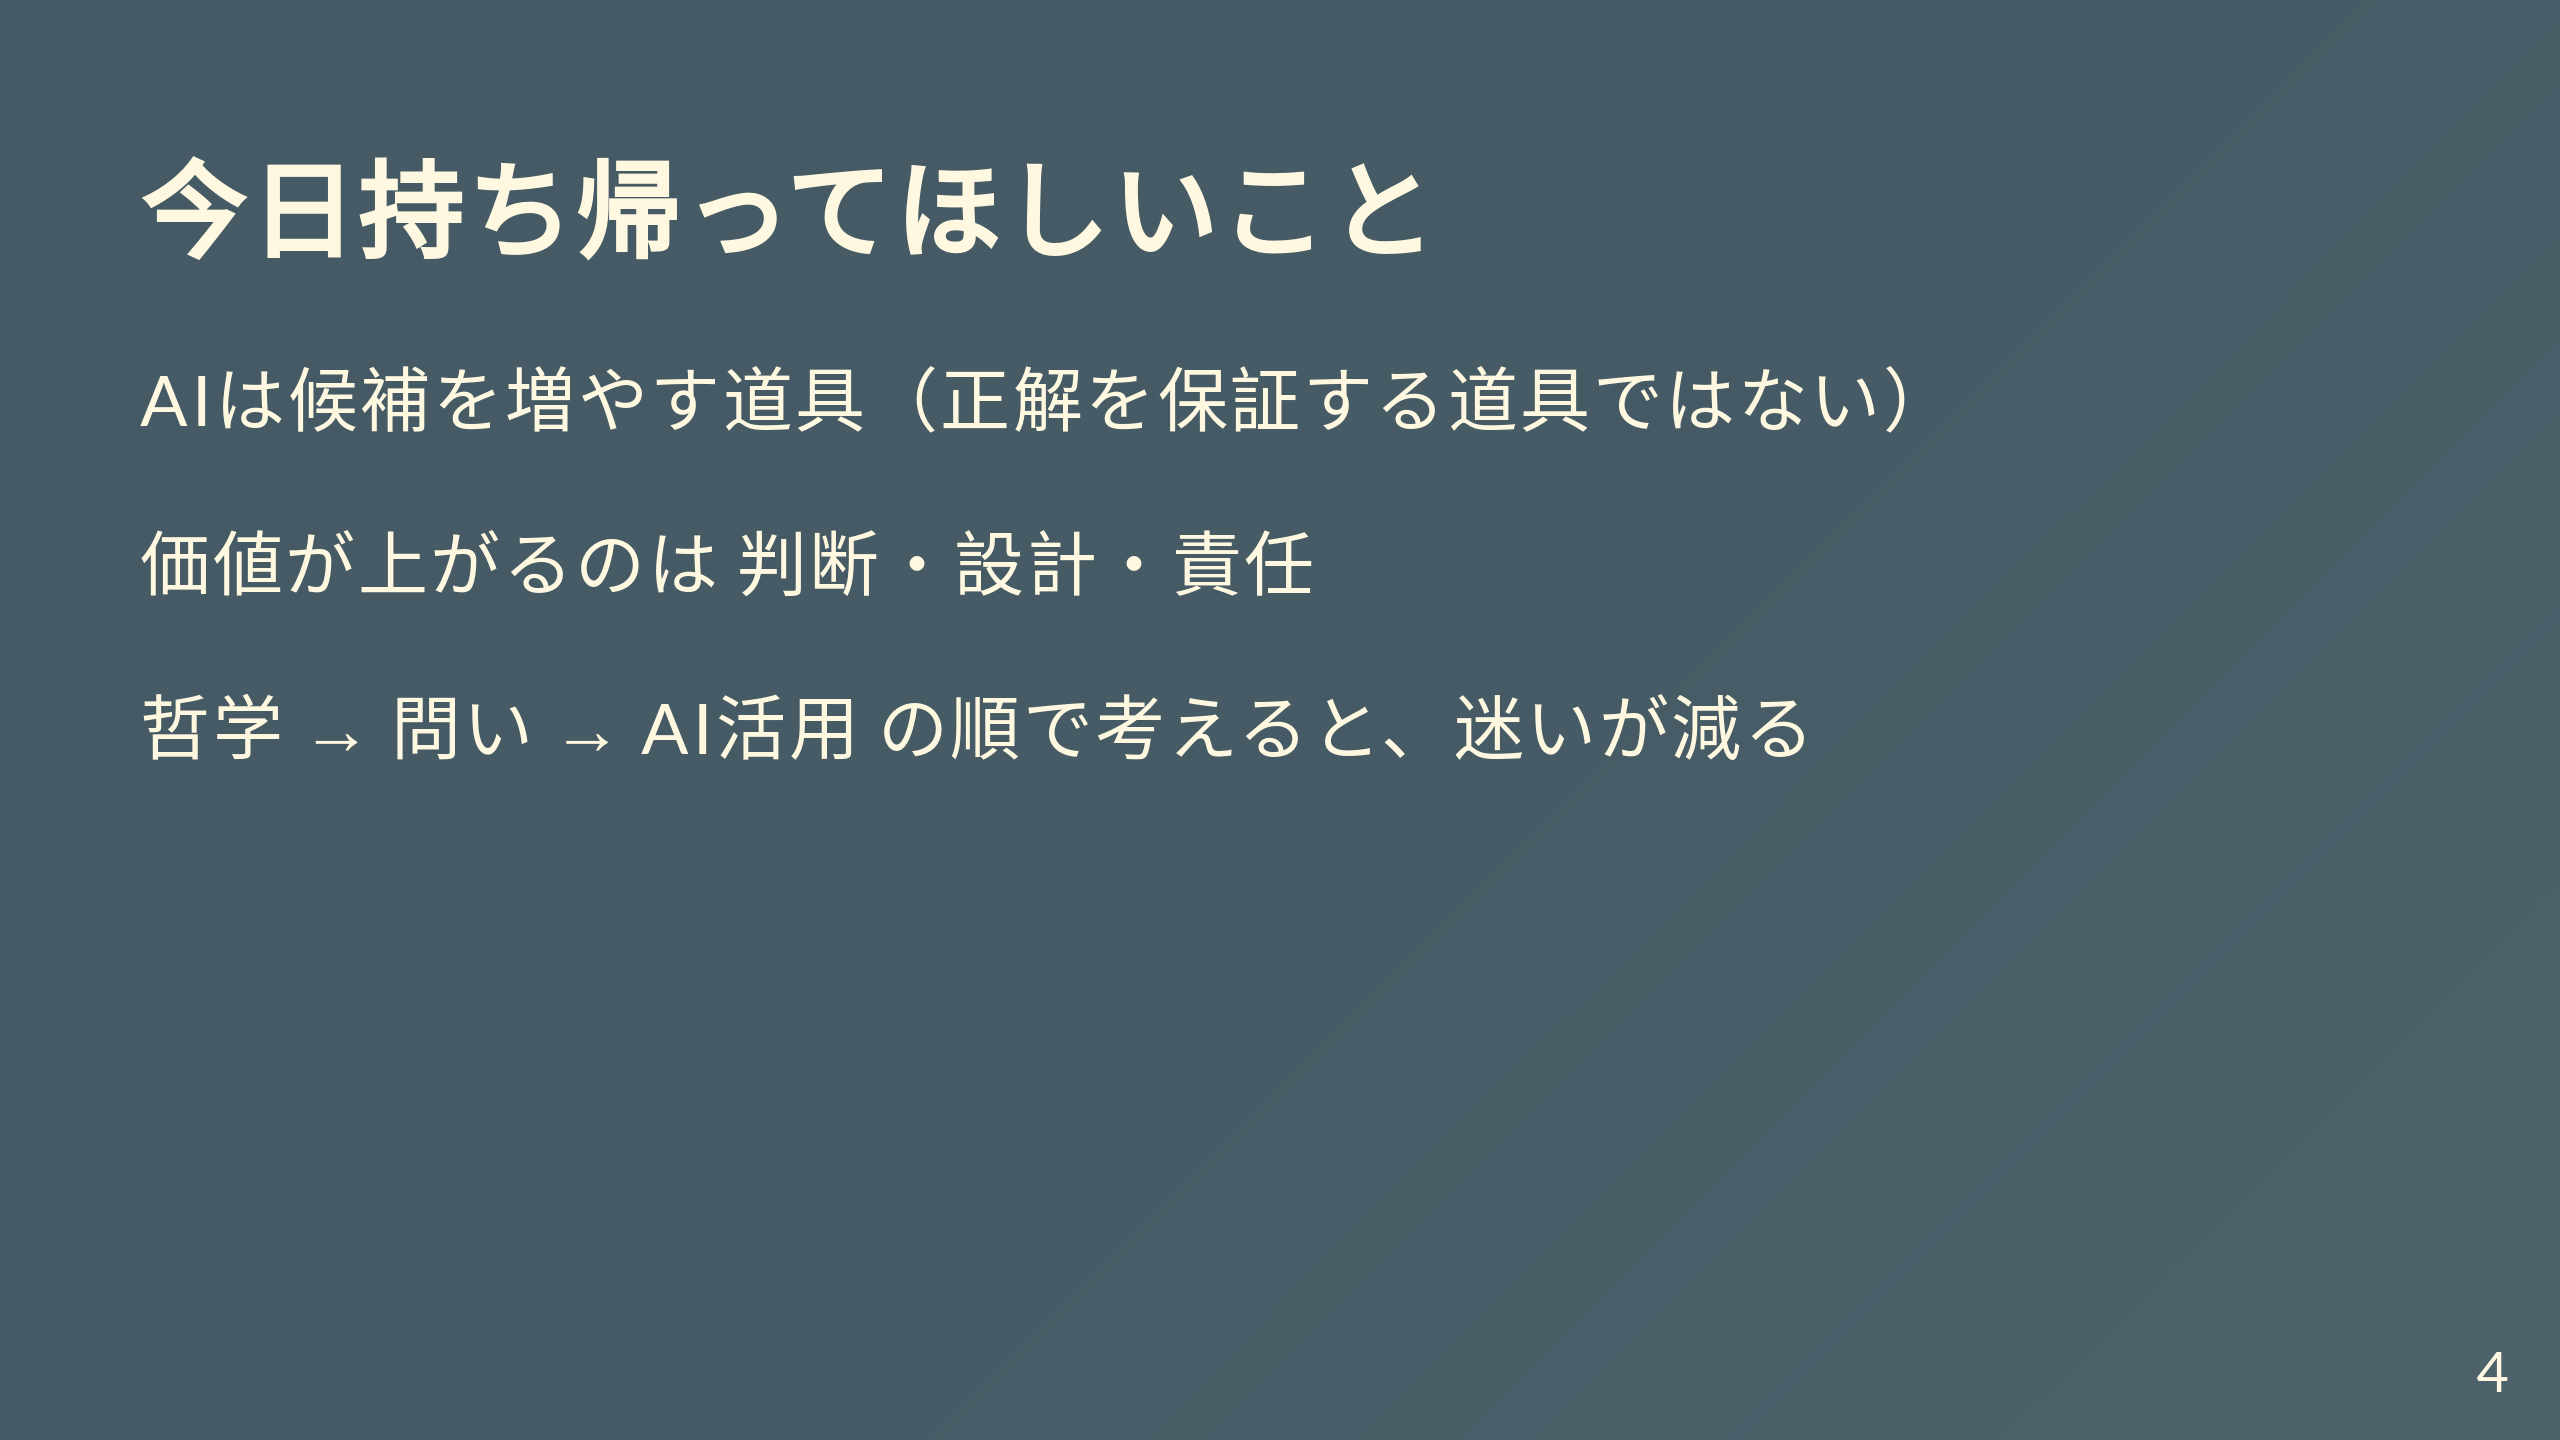 今日持ち帰ってほしいこと
AIは候補を増やす道具（正解を保証する道具ではない）
価値が上がるのは 判断・設計・責任
哲学 → 問い → AI活用 の順で考えると、迷いが減る
4